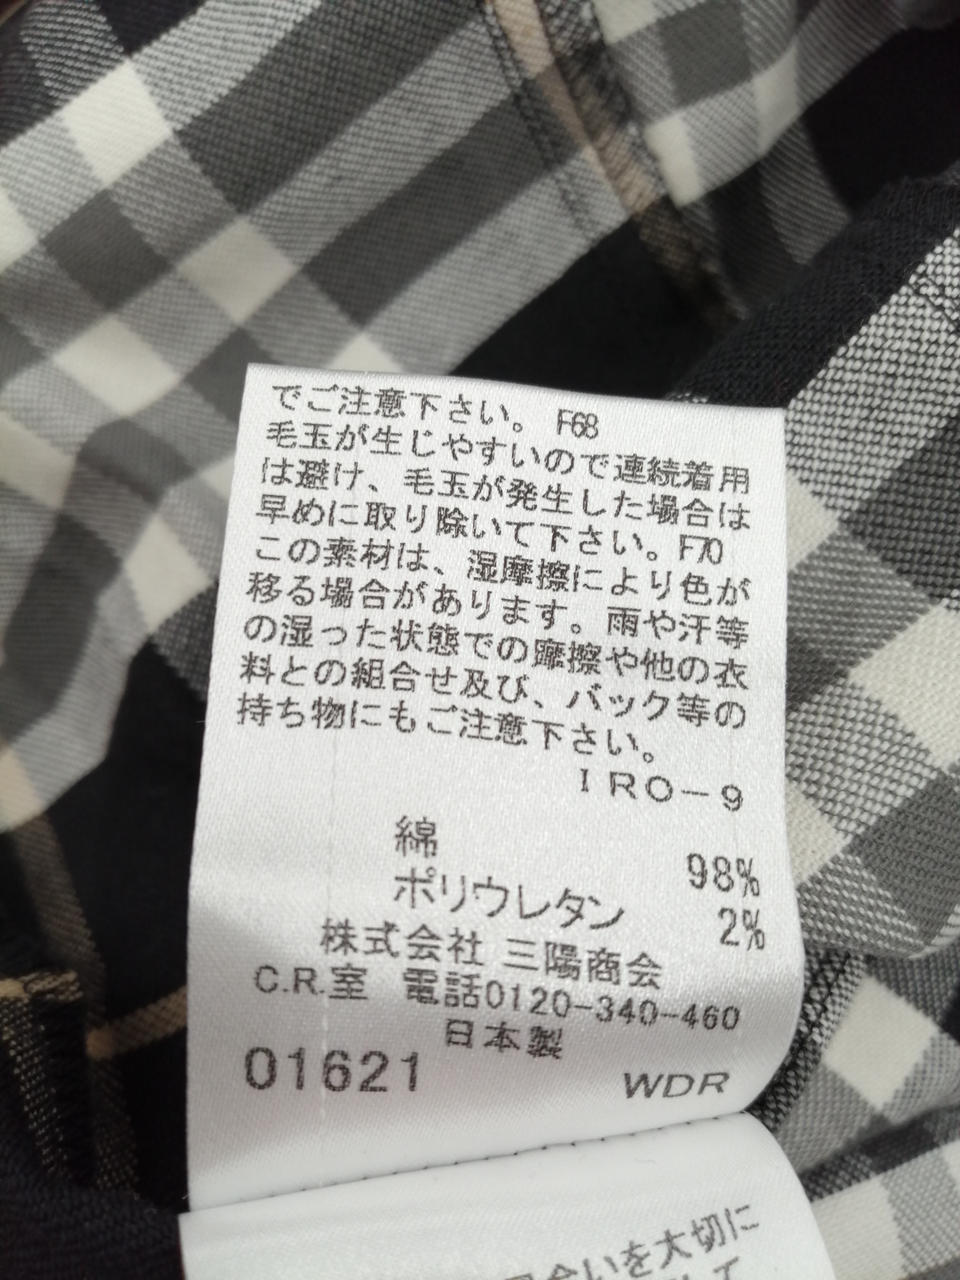 でご注意下さい。 F68
毛玉が生じやすいので連続着用
は避け、毛玉が発生した場合は
早めに取り除いて下さい。F70
この素材は、湿摩擦により色が
移る場合があります。雨や汗等
の湿った状態での摩擦や他の衣
料との組合せ及び、バック等の
持ち物にもご注意下さい。
IRO-9
綿 98%
ポリウレタン 2%
株式会社 三陽商会
C.R.室 電話0120-340-460
日本製
01621 WDR
合いを大切に